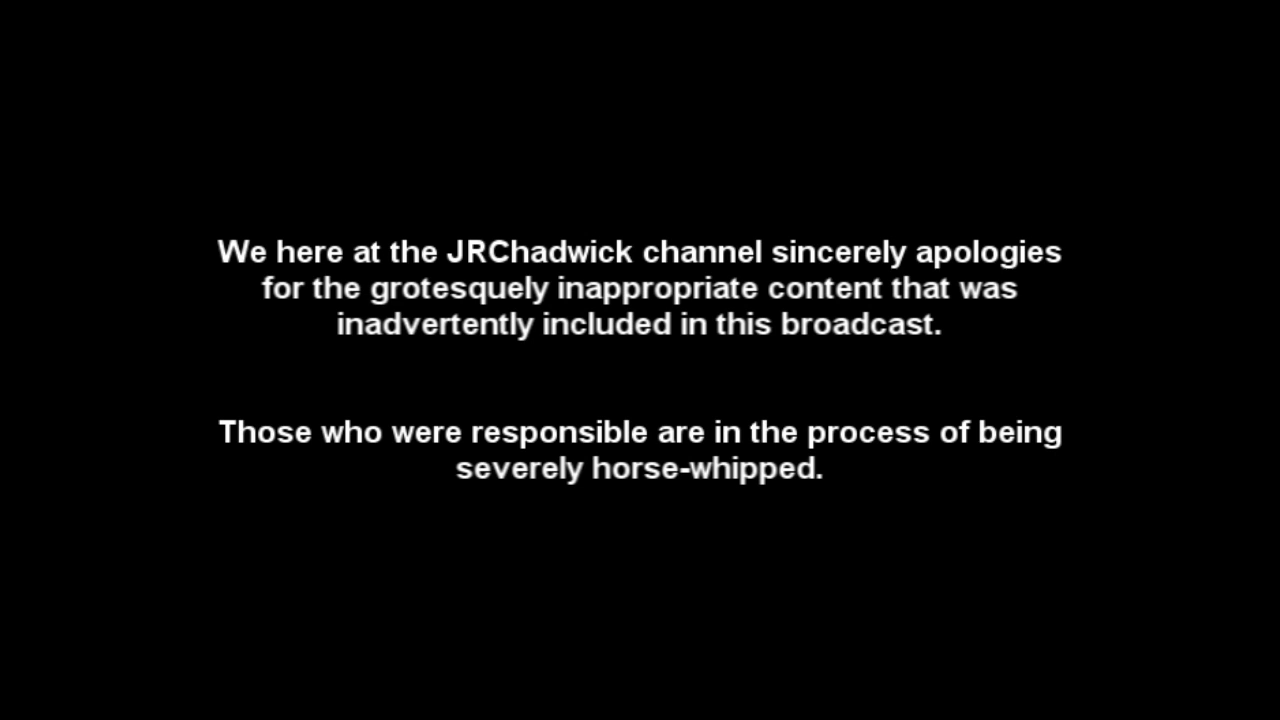 We here at the JRChadwick channel sincerely apologies
for the grotesquely inappropriate content that was
inadvertently included in this broadcast.
Those who were responsible are in the process of being
severely horse-whipped.